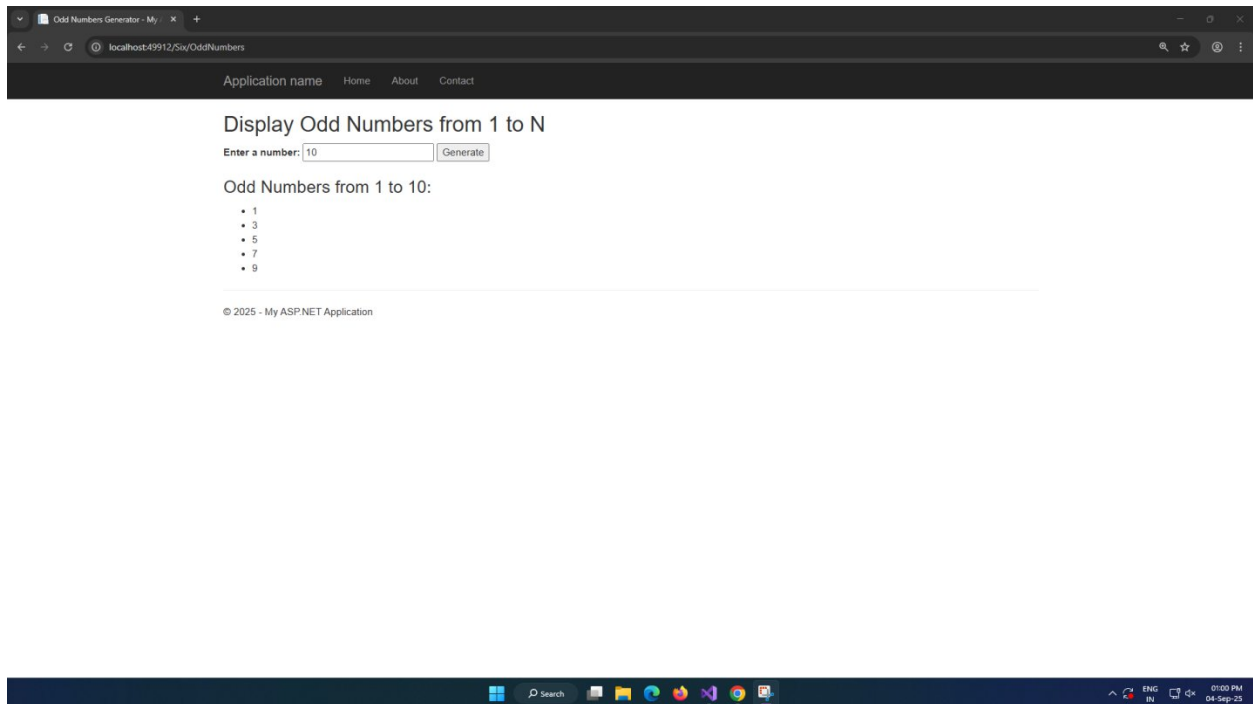 Odd Numbers Generator - My
localhost:49912/Six/OddNumbers
Application name Home About Contact
Display Odd Numbers from 1 to N
Enter a number: 10 Generate
Odd Numbers from 1 to 10:
• 1
• 3
• 5
• 7
• 9
© 2025 - My ASP.NET Application
Search
ENG 01:00 PM
IN 04-Sep-25